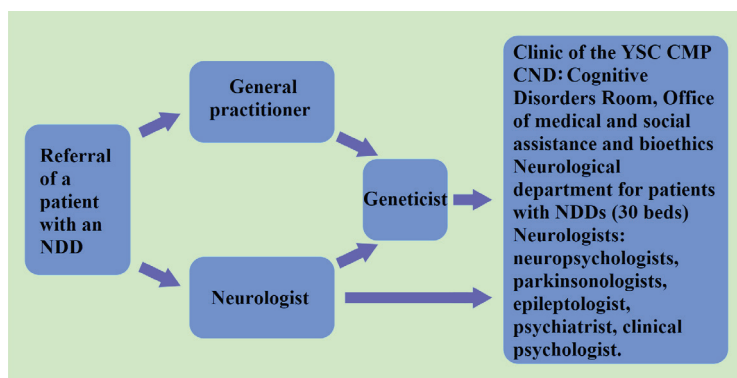 Referral
of a
patient
with an
NDD
General
practitioner
Neurologist
Geneticist
Clinic of the YSC CMP
CND: Cognitive
Disorders Room, Office
of medical and social
assistance and bioethics
Neurological
department for patients
with NDDs (30 beds)
Neurologists:
neuropsychologists,
parkinsonologists,
epileptologist,
psychiatrist, clinical
psychologist.